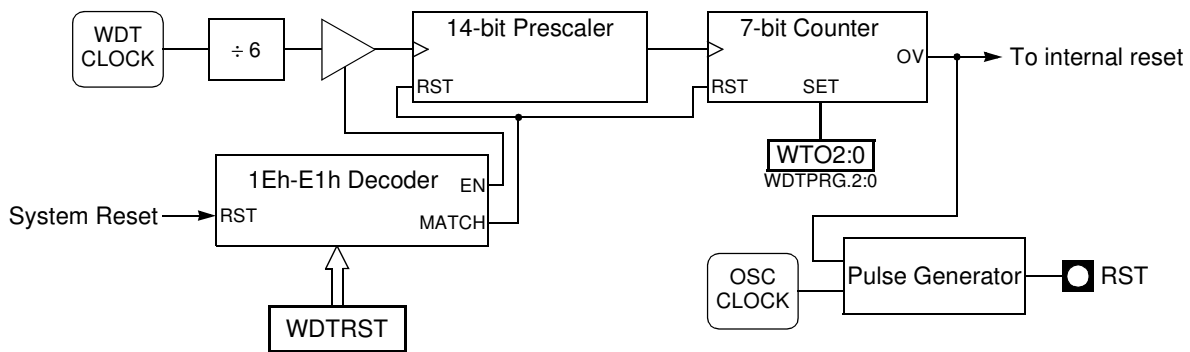 WDT
CLOCK
÷ 6
14-bit Prescaler
RST
7-bit Counter
OV
RST
SET
To internal reset
WTO2:0
WDTPRG.2:0
1Eh-E1h Decoder
EN
RST
MATCH
System Reset
WDTRST
OSC
CLOCK
Pulse Generator
RST